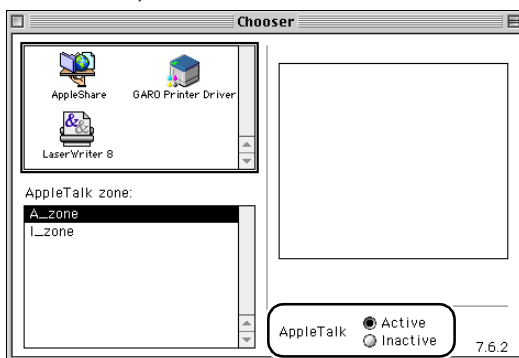 Chooser
AppleShare
GARO Printer Driver
LaserWriter 8
AppleTalk zone:
A_zone
I_zone
AppleTalk
Active
Inactive
7.6.2